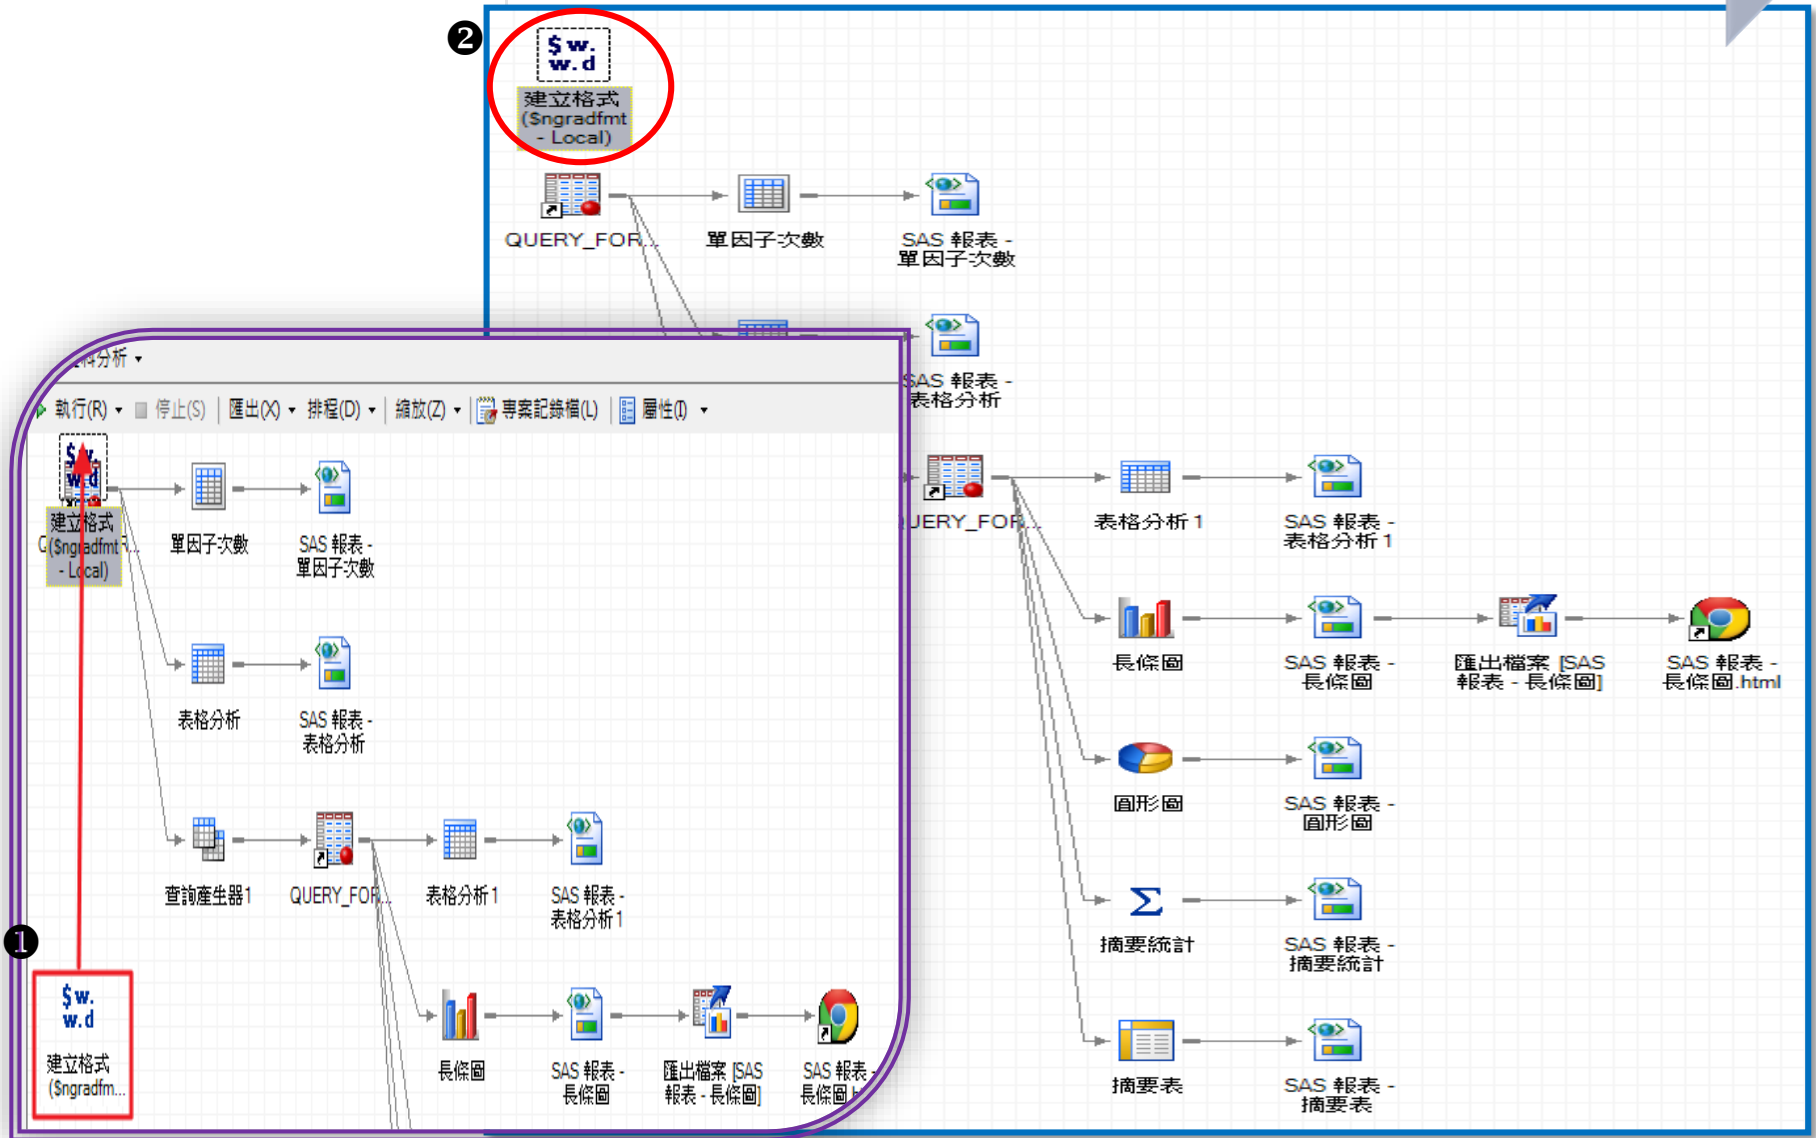 ❷
$ w.
w. d
建立格式
($ngradfmt
- Local)
QUERY_FOR...
單因子次數
SAS 報表 -
單因子次數
SAS 報表 -
表格分析
UERY_FOR...
表格分析 1
SAS 報表 -
表格分析 1
長條圖
SAS 報表 -
長條圖
匯出檔案 [SAS
報表 - 長條圖]
SAS 報表 -
長條圖.html
圓形圖
SAS 報表 -
圓形圖
Σ
摘要統計
SAS 報表 -
摘要統計
摘要表
SAS 報表 -
摘要表
分析
執行(R) 停止(S) 匯出(X) 排程(D) 縮放(Z) 專案記錄檔(L) 屬性(I)
$ w.
w. d
建立格式
($ngradfmt
- Local)
單因子次數
SAS 報表 -
單因子次數
表格分析
SAS 報表 -
表格分析
查詢產生器1
QUERY_FOR...
表格分析1
SAS 報表 -
表格分析1
❶
$ w.
w. d
建立格式
($ngradfm...
長條圖
SAS 報表 -
長條圖
匯出檔案 [SAS
報表 - 長條圖]
SAS 報表 -
長條圖